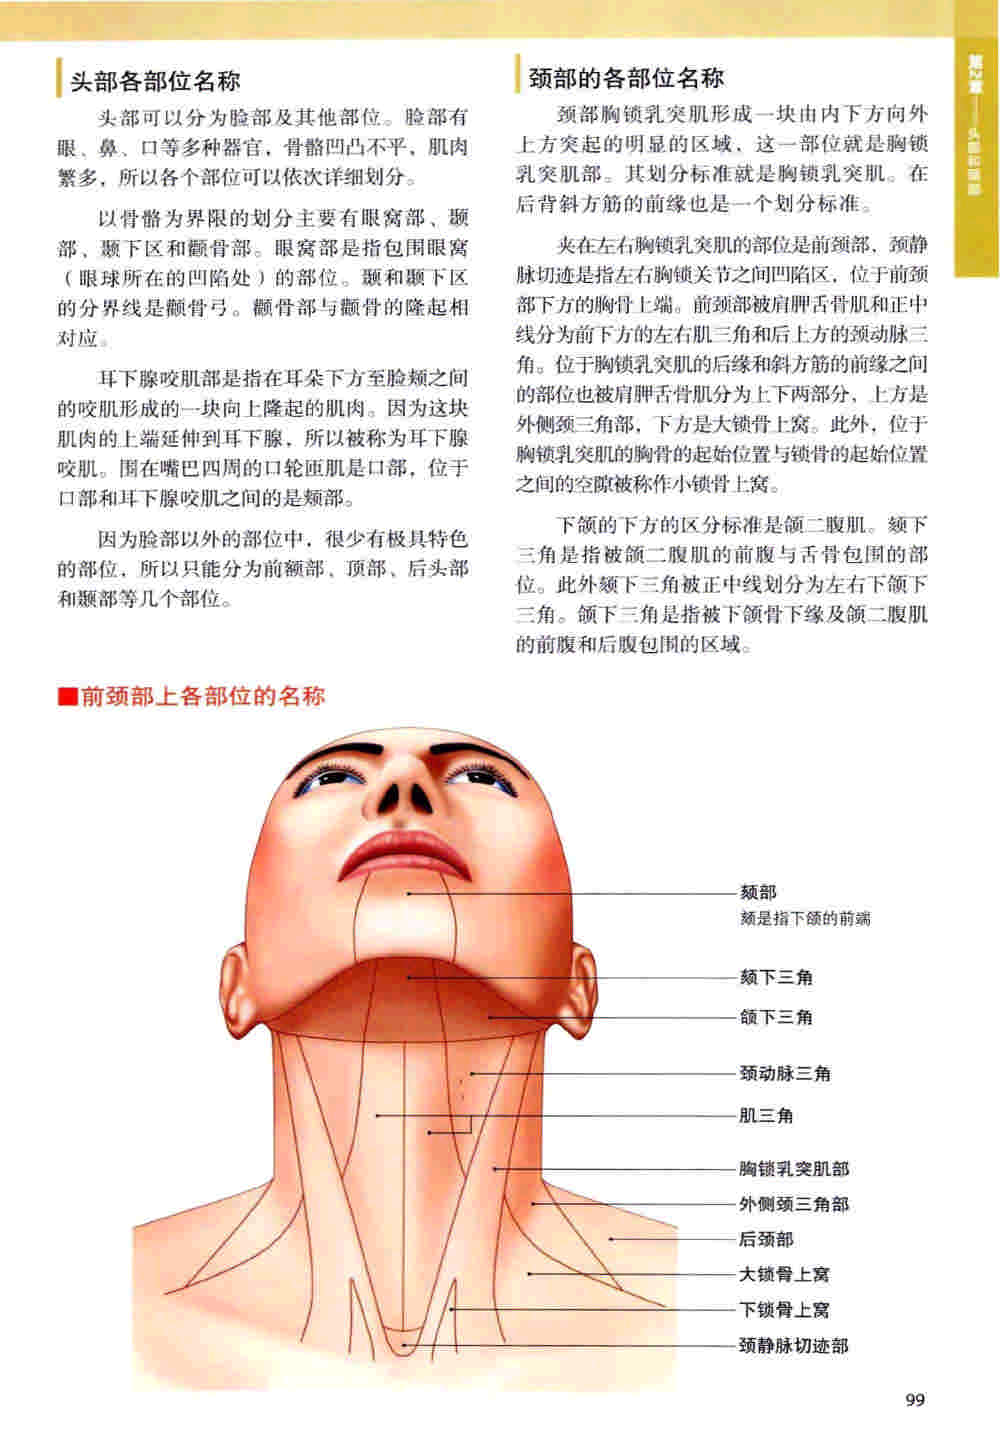 第2章——头部和颈部
头部各部位名称
头部可以分为脸部及其他部位。脸部有
眼、鼻、口等多种器官，骨骼凹凸不平，肌肉
繁多，所以各个部位可以依次详细划分。
以骨骼为界限的划分主要有眼窝部、颞
部、颞下区和颧骨部。眼窝部是指包围眼窝
（眼球所在的凹陷处）的部位。颞和颞下区
的分界线是颧骨弓。颧骨部与颧骨的隆起相
对应。
耳下腺咬肌部是指在耳朵下方至脸颊之间
的咬肌形成的一块向上隆起的肌肉。因为这块
肌肉的上端延伸到耳下腺，所以被称为耳下腺
咬肌。围在嘴巴四周的口轮匝肌是口部，位于
口部和耳下腺咬肌之间的是颊部。
因为脸部以外的部位中，很少有极具特色
的部位，所以只能分为前额部、顶部、后头部
和颞部等几个部位。
颈部的各部位名称
颈部胸锁乳突肌形成一块由内下方向外
上方突起的明显的区域，这一部位就是胸锁
乳突肌部。其划分标准就是胸锁乳突肌。在
后背斜方筋的前缘也是一个划分标准。
夹在左右胸锁乳突肌的部位是前颈部，颈静
脉切迹是指左右胸锁关节之间凹陷区，位于前颈
部下方的胸骨上端。前颈部被肩胛舌骨肌和正中
线分为前下方的左右肌三角和后上方的颈动脉三
角。位于胸锁乳突肌的后缘和斜方筋的前缘之间
的部位也被肩胛舌骨肌分为上下两部分，上方是
外侧颈三角部，下方是大锁骨上窝。此外，位于
胸锁乳突肌的胸骨的起始位置与锁骨的起始位置
之间的空隙被称作小锁骨上窝。
下颌的下方的区分标准是颌二腹肌。颏下
三角是指被颌二腹肌的前腹与舌骨包围的部
位。此外颏下三角被正中线划分为左右下颌下
三角。颌下三角是指被下颌骨下缘及颌二腹肌
的前腹和后腹包围的区域。
■前颈部上各部位的名称
颏部
颏是指下颌的前端
颏下三角
颌下三角
颈动脉三角
肌三角
胸锁乳突肌部
外侧颈三角部
后颈部
大锁骨上窝
下锁骨上窝
颈静脉切迹部
99